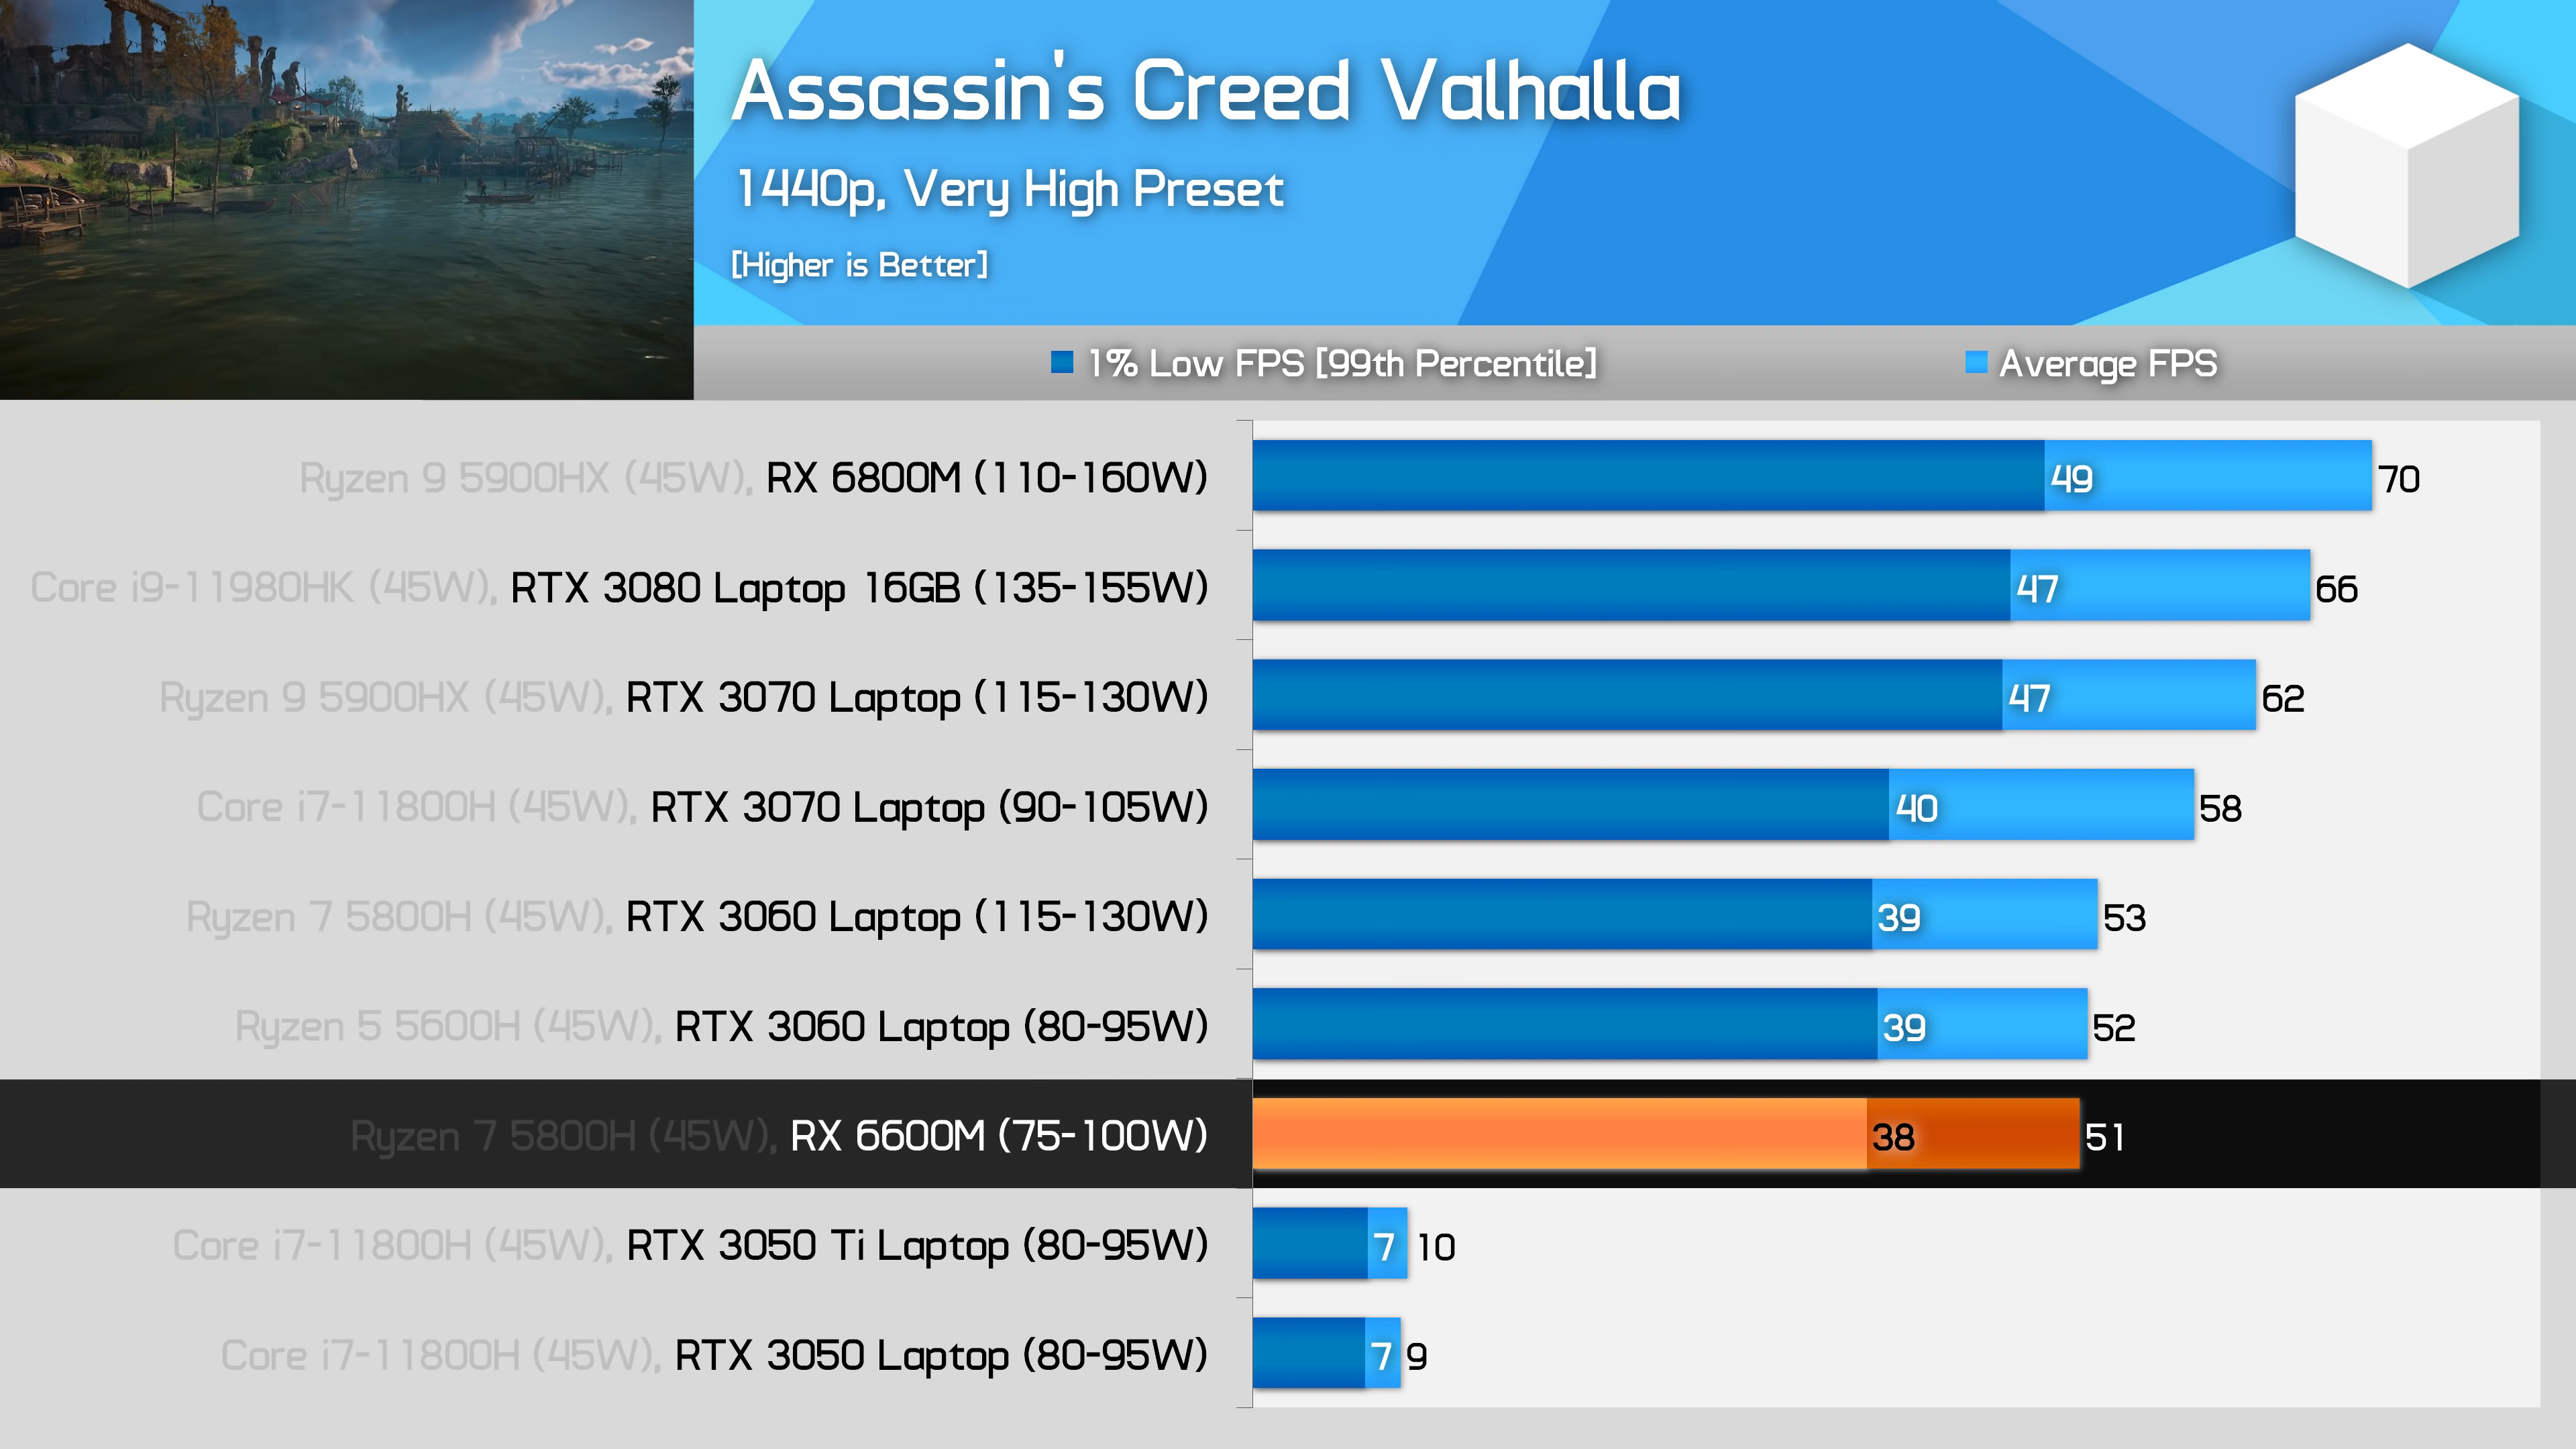 Assassin's Creed Valhalla
1440p, Very High Preset
[Higher is Better]
1% Low FPS [99th Percentile] Average FPS
Ryzen 9 5900HX (45W), RX 6800M (110-160W) 49 70
Core i9-11980HK (45W), RTX 3080 Laptop 16GB (135-155W) 47 66
Ryzen 9 5900HX (45W), RTX 3070 Laptop (115-130W) 47 62
Core i7-11800H (45W), RTX 3070 Laptop (90-105W) 40 58
Ryzen 7 5800H (45W), RTX 3060 Laptop (115-130W) 39 53
Ryzen 5 5600H (45W), RTX 3060 Laptop (80-95W) 39 52
Ryzen 7 5800H (45W), RX 6600M (75-100W) 38 51
Core i7-11800H (45W), RTX 3050 Ti Laptop (80-95W) 7 10
Core i7-11800H (45W), RTX 3050 Laptop (80-95W) 7 9